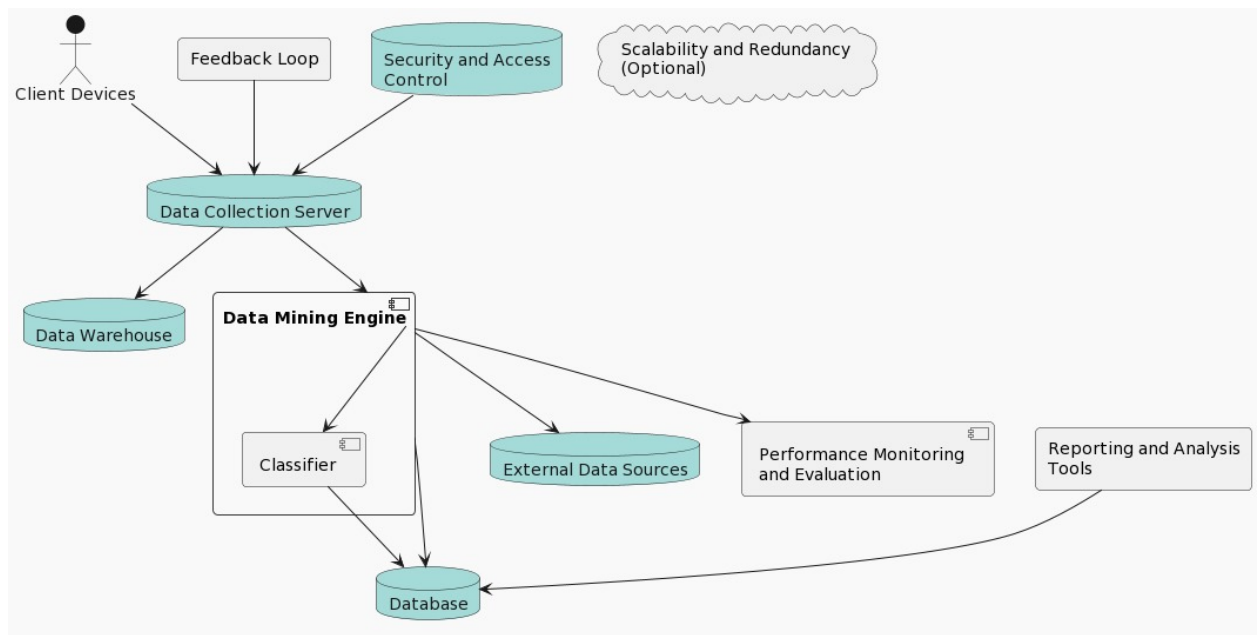 Client Devices
Feedback Loop
Security and Access
Control
Scalability and Redundancy
(Optional)
Data Collection Server
Data Warehouse
Data Mining Engine
Classifier
External Data Sources
Performance Monitoring
and Evaluation
Reporting and Analysis
Tools
Database